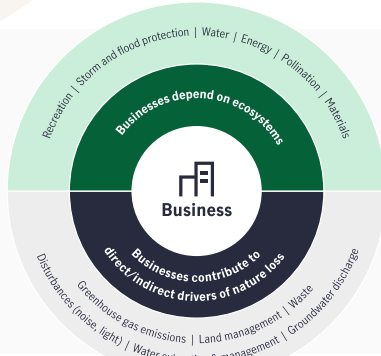 Recreation | Storm and flood protection | Water | Energy | Pollination | Materials
Businesses depend on ecosystems
Business
Businesses contribute to
direct/indirect drivers of nature loss
Greenhouse gas emissions | Land management | Waste
Disturbances (noise, light) | Water & management | Groundwater discharge